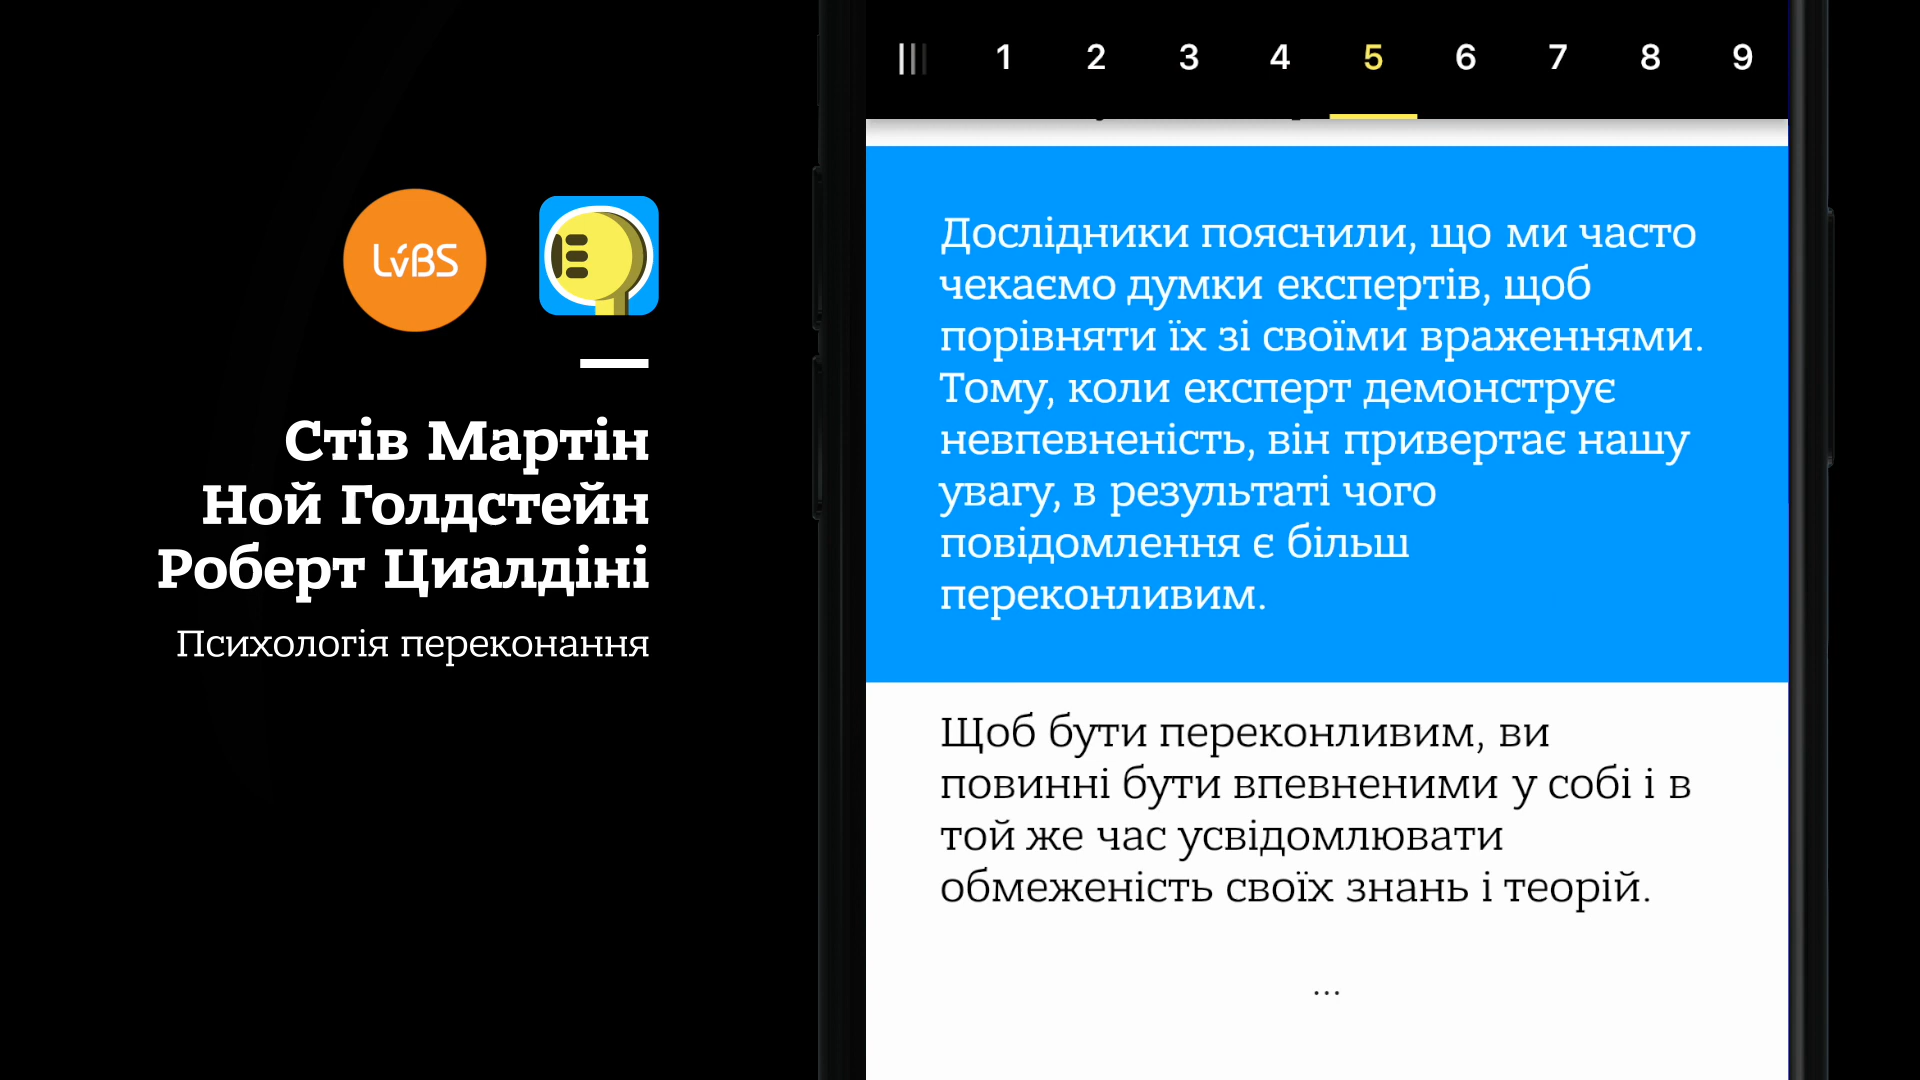 LvBS
Стів Мартін
Ной Голдстейн
Роберт Циалдіні
Психологія переконання
1 2 3 4 5 6 7 8 9
Дослідники пояснили, що ми часто
чекаємо думки експертів, щоб
порівняти їх зі своїми враженнями.
Тому, коли експерт демонструє
невпевненість, він привертає нашу
увагу, в результаті чого
повідомлення є більш
переконливим.
Щоб бути переконливим, ви
повинні бути впевненими у собі і в
той же час усвідомлювати
обмеженість своїх знань і теорій.
...